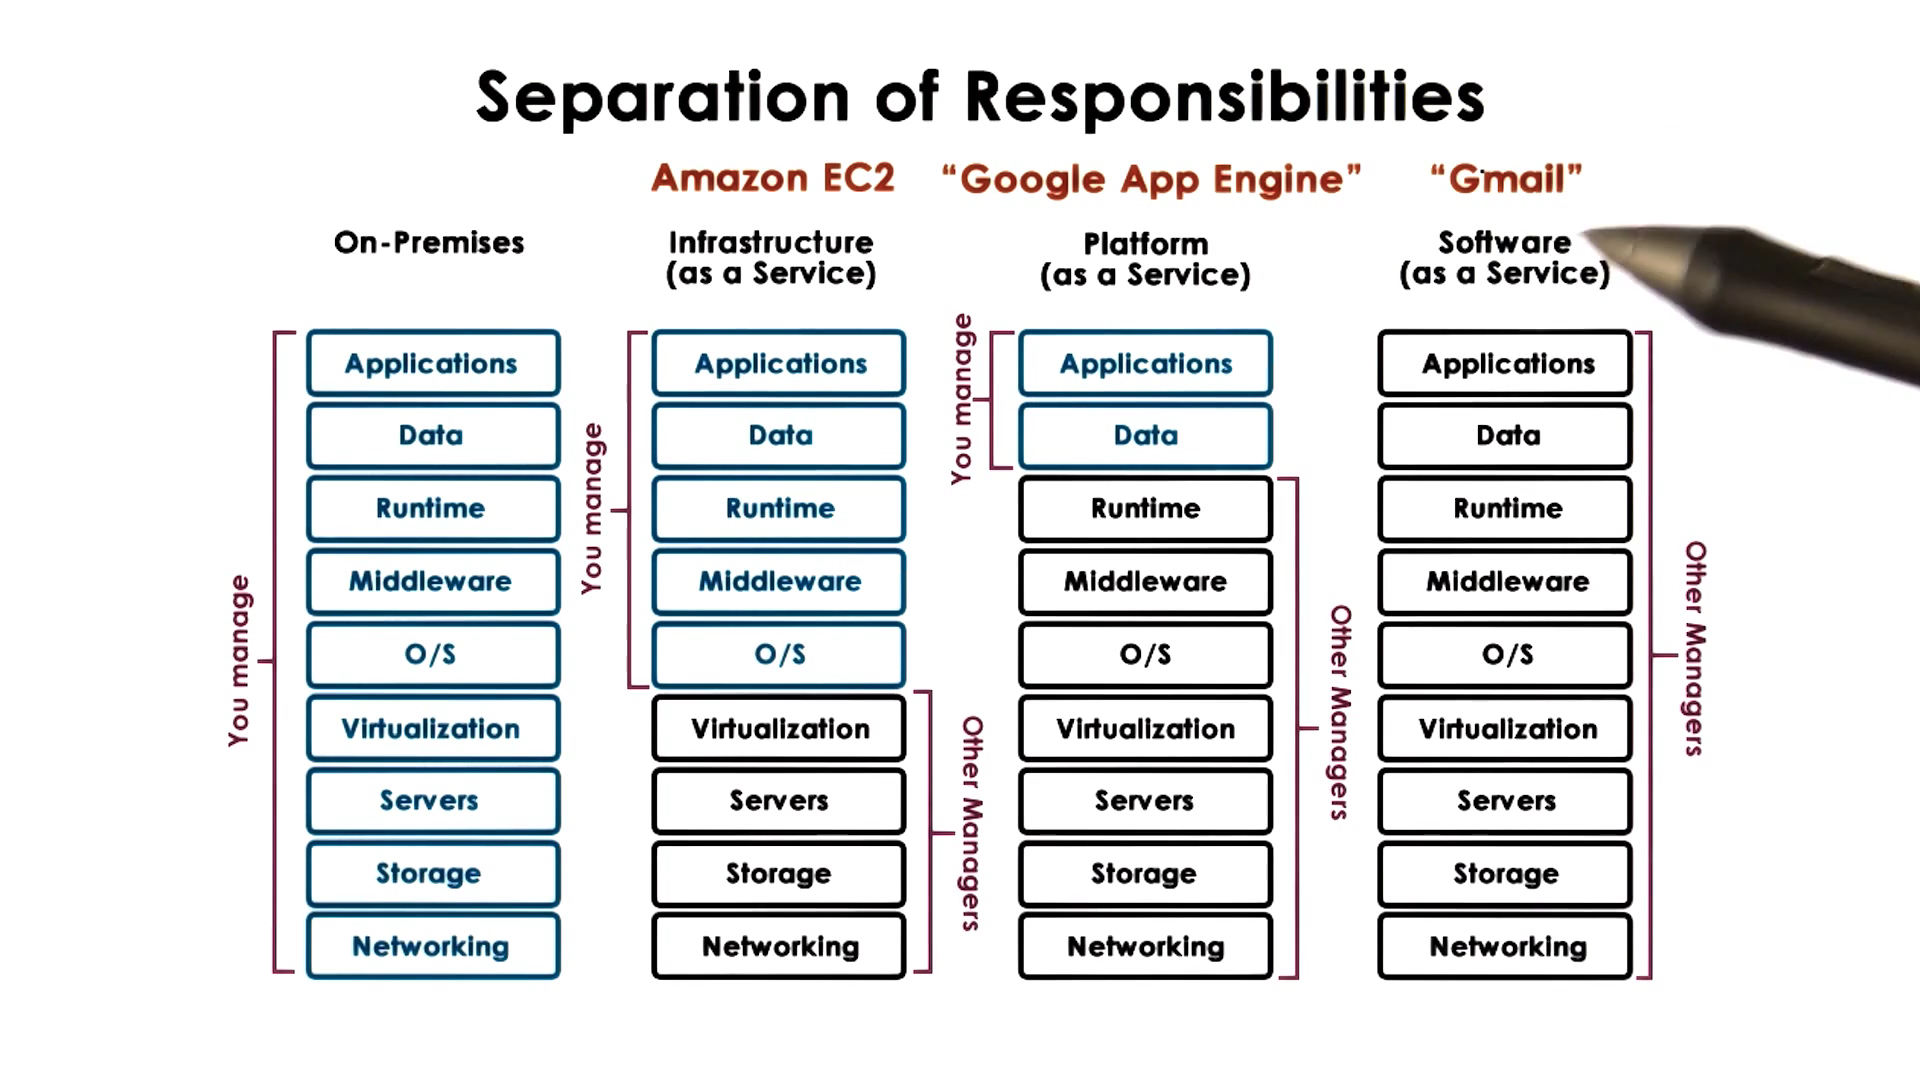 Separation of Responsibilities
Amazon EC2
“Google App Engine”
“Gmail”
On-Premises
Infrastructure
(as a Service)
Platform
(as a Service)
Software
(as a Service)
You manage
Applications
Data
Runtime
Middleware
O/S
Virtualization
Servers
Storage
Networking
You manage
Applications
Data
Runtime
Middleware
O/S
Virtualization
Servers
Storage
Networking
Other Managers
You manage
Applications
Data
Runtime
Middleware
O/S
Virtualization
Servers
Storage
Networking
Other Managers
Applications
Data
Runtime
Middleware
O/S
Virtualization
Servers
Storage
Networking
Other Managers